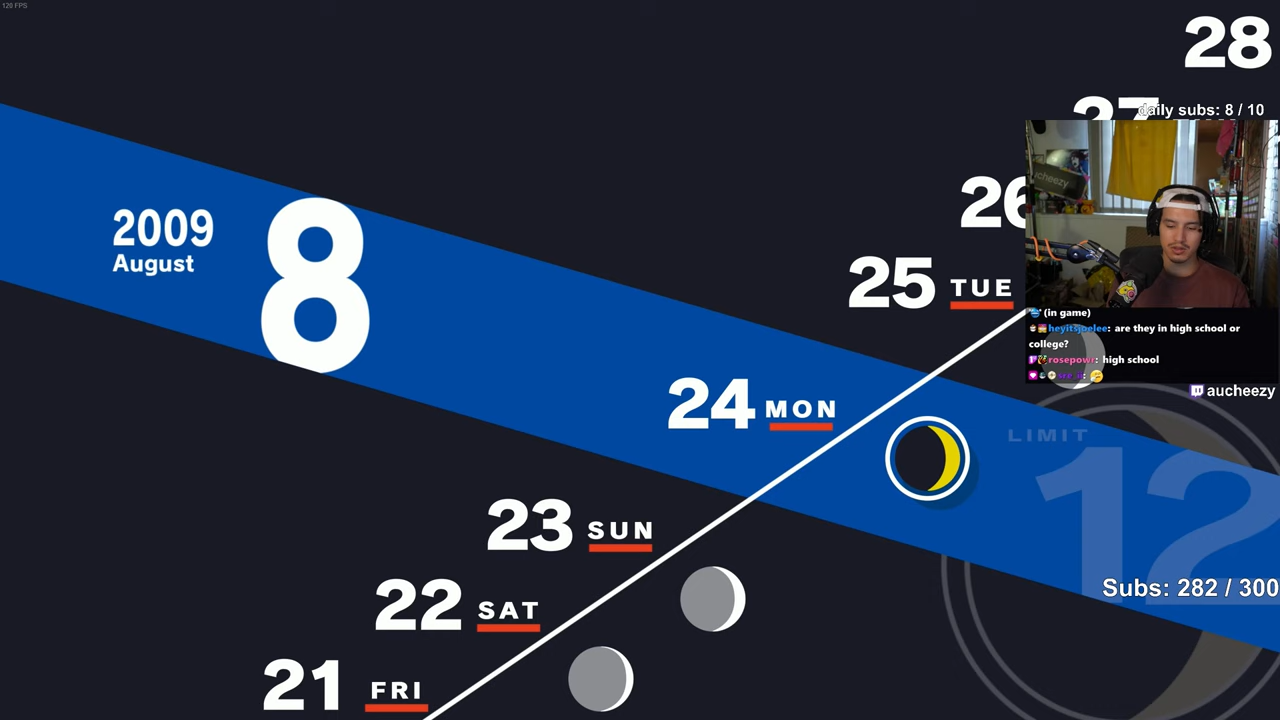 120 FPS
28
27
daily subs: 8 / 10
aucheezy
2009
August
8
26
25 TUE
(in game)
heyitsjoelee: are they in high school or
college?
rosepowr: high school
aucheezy
24 MON
LIMIT
12
23 SUN
Subs: 282 / 300
22 SAT
21 FRI